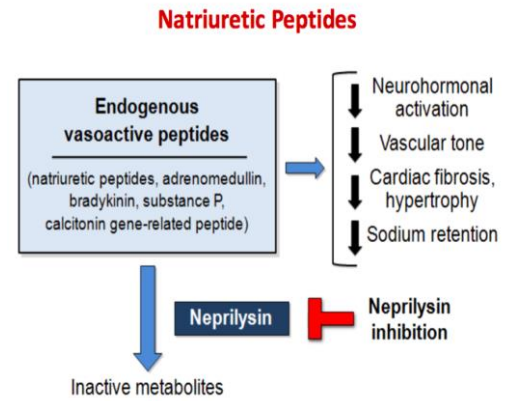 Natriuretic Peptides
Endogenous
vasoactive peptides
(natriuretic peptides, adrenomedullin,
bradykinin, substance P,
calcitonin gene-related peptide)
Neurohormonal
activation
Vascular tone
Cardiac fibrosis,
hypertrophy
Sodium retention
Neprilysin
Neprilysin
inhibition
Inactive metabolites